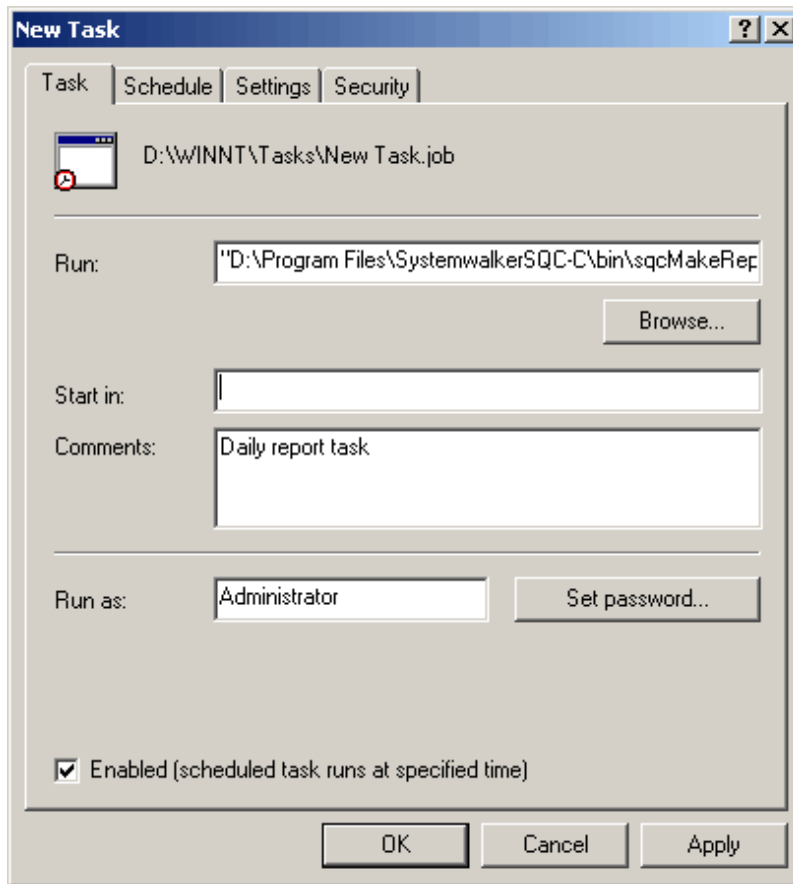 New Task
Task Schedule Settings Security
D:\WINNT\Tasks\New Task.job
Run: "D:\Program Files\SystemwalkerSQC-C\bin\sqcMakeRep
Browse...
Start in:
Comments: Daily report task
Run as: Administrator Set password...
Enabled (scheduled task runs at specified time)
OK Cancel Apply